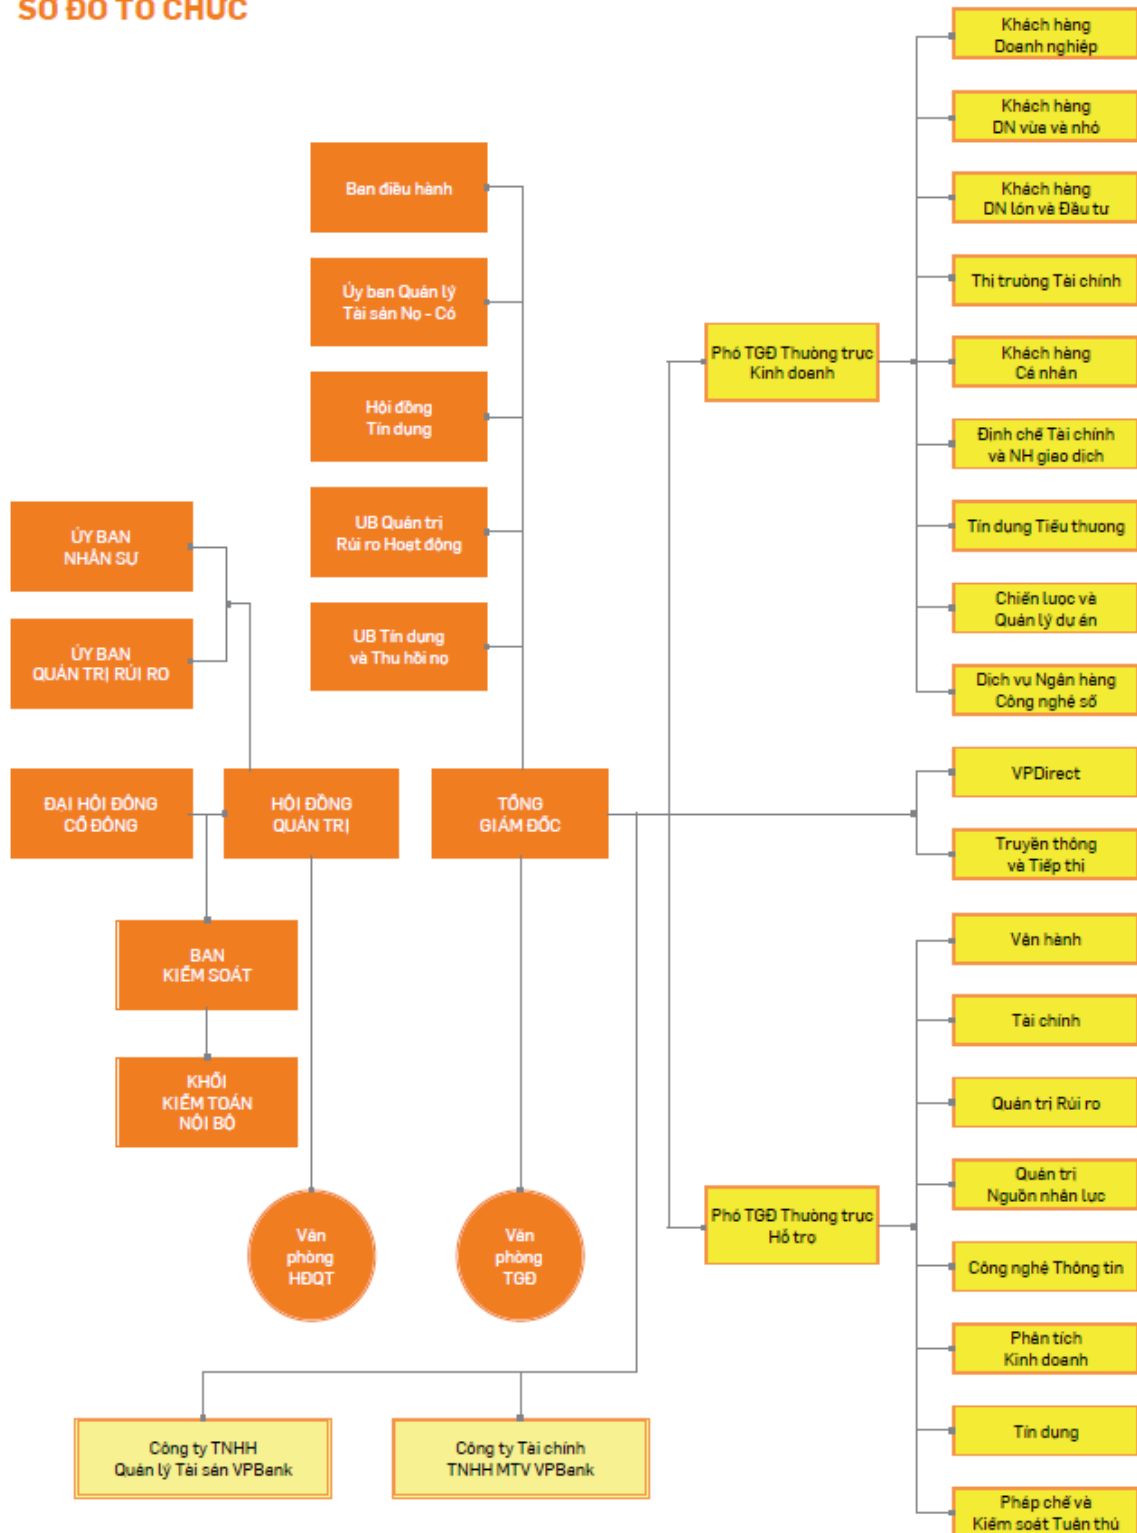 SƠ ĐỒ TỔ CHỨC
Ban điều hành
Ủy ban Quản lý
Tài sản Nợ - Có
Hội đồng
Tín dụng
UB Quản trị
Rủi ro Hoạt động
UB Tín dụng
và Thu hồi nợ
ỦY BAN
NHÂN SỰ
ỦY BAN
QUẢN TRỊ RỦI RO
ĐẠI HỘI ĐỒNG
CỔ ĐÔNG
HỘI ĐỒNG
QUẢN TRỊ
TỔNG
GIÁM ĐỐC
BAN
KIỂM SOÁT
KHỐI
KIỂM TOÁN
NỘI BỘ
Văn
phòng
HĐQT
Văn
phòng
TGĐ
Công ty TNHH
Quản lý Tài sản VPBank
Công ty Tài chính
TNHH MTV VPBank
Phó TGĐ Thường trực
Kinh doanh
Phó TGĐ Thường trực
Hỗ trợ
Khách hàng
Doanh nghiệp
Khách hàng
DN vừa và nhỏ
Khách hàng
DN lớn và Đầu tư
Thị trường Tài chính
Khách hàng
Cá nhân
Định chế Tài chính
và NH giao dịch
Tín dụng Tiểu thương
Chiến lược và
Quản lý dự án
Dịch vụ Ngân hàng
Công nghệ số
VPDirect
Truyền thông
và Tiếp thị
Vận hành
Tài chính
Quản trị Rủi ro
Quản trị
Nguồn nhân lực
Công nghệ Thông tin
Phân tích
Kinh doanh
Tín dụng
Pháp chế và
Kiểm soát Tuân thủ